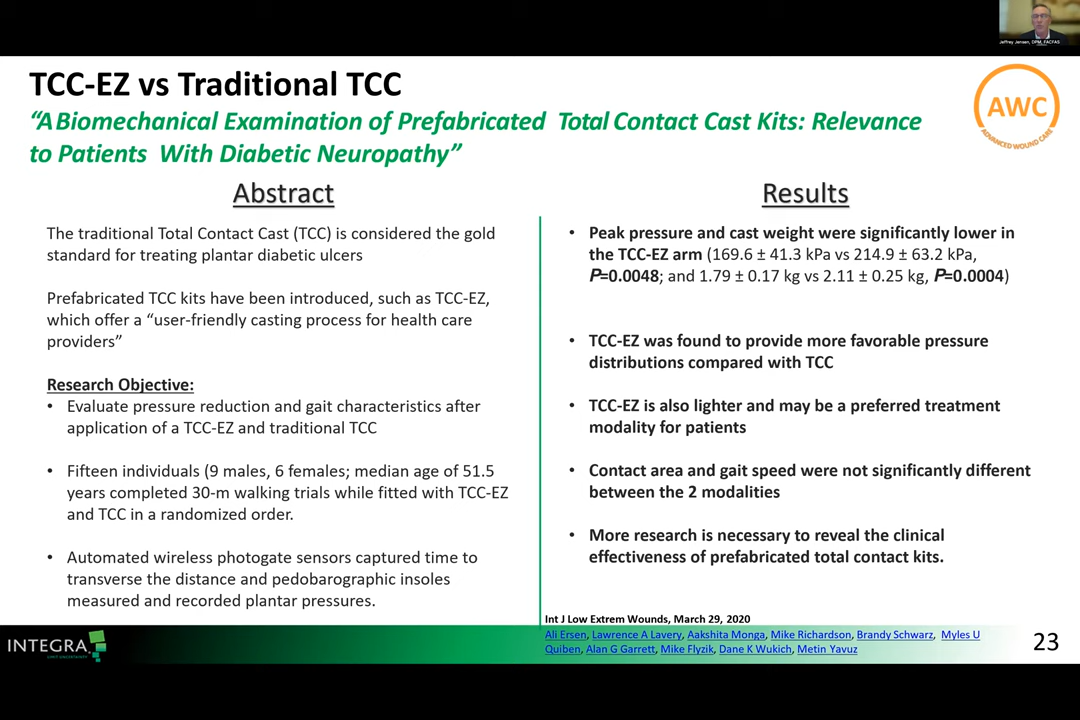 Jeffrey Jensen, DPM, FACFAS
TCC-EZ vs Traditional TCC
“A Biomechanical Examination of Prefabricated Total Contact Cast Kits: Relevance
to Patients With Diabetic Neuropathy”
AWC
ADVANCED WOUND CARE
Abstract
The traditional Total Contact Cast (TCC) is considered the gold
standard for treating plantar diabetic ulcers
Prefabricated TCC kits have been introduced, such as TCC-EZ,
which offer a “user-friendly casting process for health care
providers”
Research Objective:
• Evaluate pressure reduction and gait characteristics after
application of a TCC-EZ and traditional TCC
• Fifteen individuals (9 males, 6 females; median age of 51.5
years completed 30-m walking trials while fitted with TCC-EZ
and TCC in a randomized order.
• Automated wireless photogate sensors captured time to
transverse the distance and pedobarographic insoles
measured and recorded plantar pressures.
Results
• Peak pressure and cast weight were significantly lower in
the TCC-EZ arm (169.6 ± 41.3 kPa vs 214.9 ± 63.2 kPa,
P=0.0048; and 1.79 ± 0.17 kg vs 2.11 ± 0.25 kg, P=0.0004)
• TCC-EZ was found to provide more favorable pressure
distributions compared with TCC
• TCC-EZ is also lighter and may be a preferred treatment
modality for patients
• Contact area and gait speed were not significantly different
between the 2 modalities
• More research is necessary to reveal the clinical
effectiveness of prefabricated total contact kits.
Int J Low Extrem Wounds, March 29, 2020
Ali Ersen, Lawrence A Lavery, Aakshita Monga, Mike Richardson, Brandy Schwarz, Myles U
Quiben, Alan G Garrett, Mike Flyzik, Dane K Wukich, Metin Yavuz
INTEGRA
LIMIT UNCERTAINTY
23